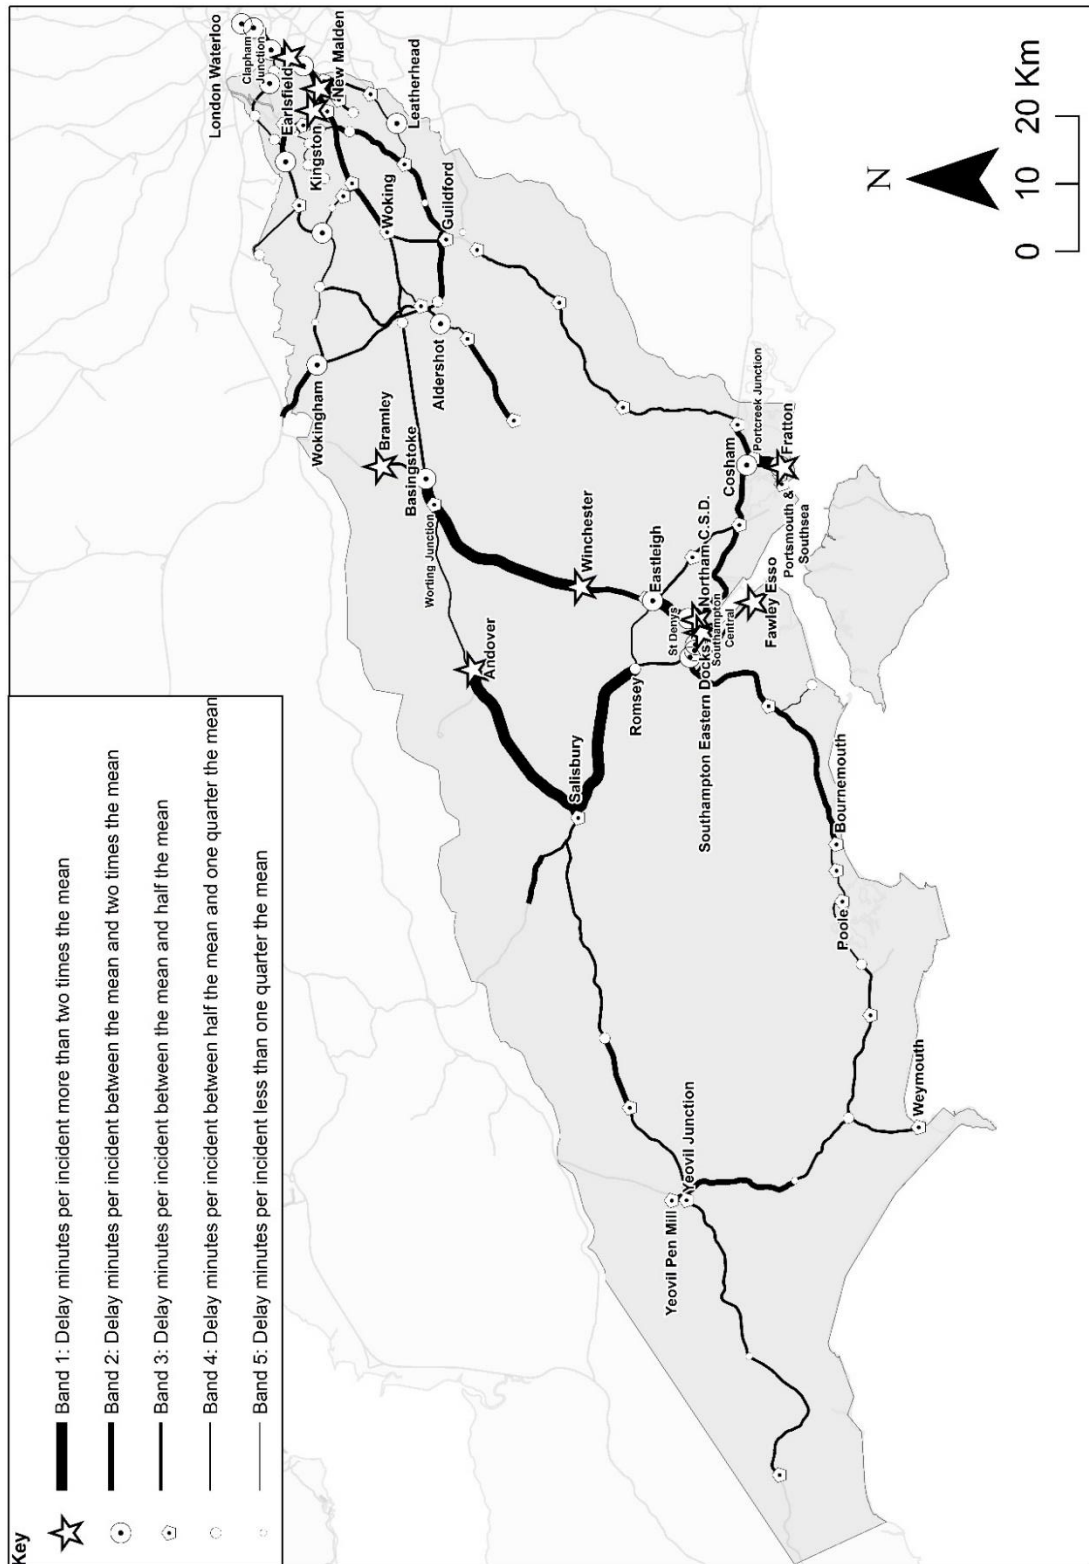 Key
Band 1: Delay minutes per incident more than two times the mean
Band 2: Delay minutes per incident between the mean and two times the mean
Band 3: Delay minutes per incident between the mean and half the mean
Band 4: Delay minutes per incident between half the mean and one quarter the mean
Band 5: Delay minutes per incident less than one quarter the mean
London Waterloo
Clapham
Junction
Earlsfield
New Malden
Kingston
Leatherhead
Woking
Guildford
Wokingham
Aldershot
Bramley
Basingstoke
Worting Junction
Andover
Winchester
Salisbury
Romsey
Eastleigh
St Denys
Northam C.S.D.
Southampton
Central
Southampton Eastern Docks
Fawley Esso
Cosham
Portcreek Junction
Fratton
Portsmouth &
Southsea
Bournemouth
Poole
Weymouth
Yeovil Junction
Yeovil Pen Mill
N
0 10 20 Km